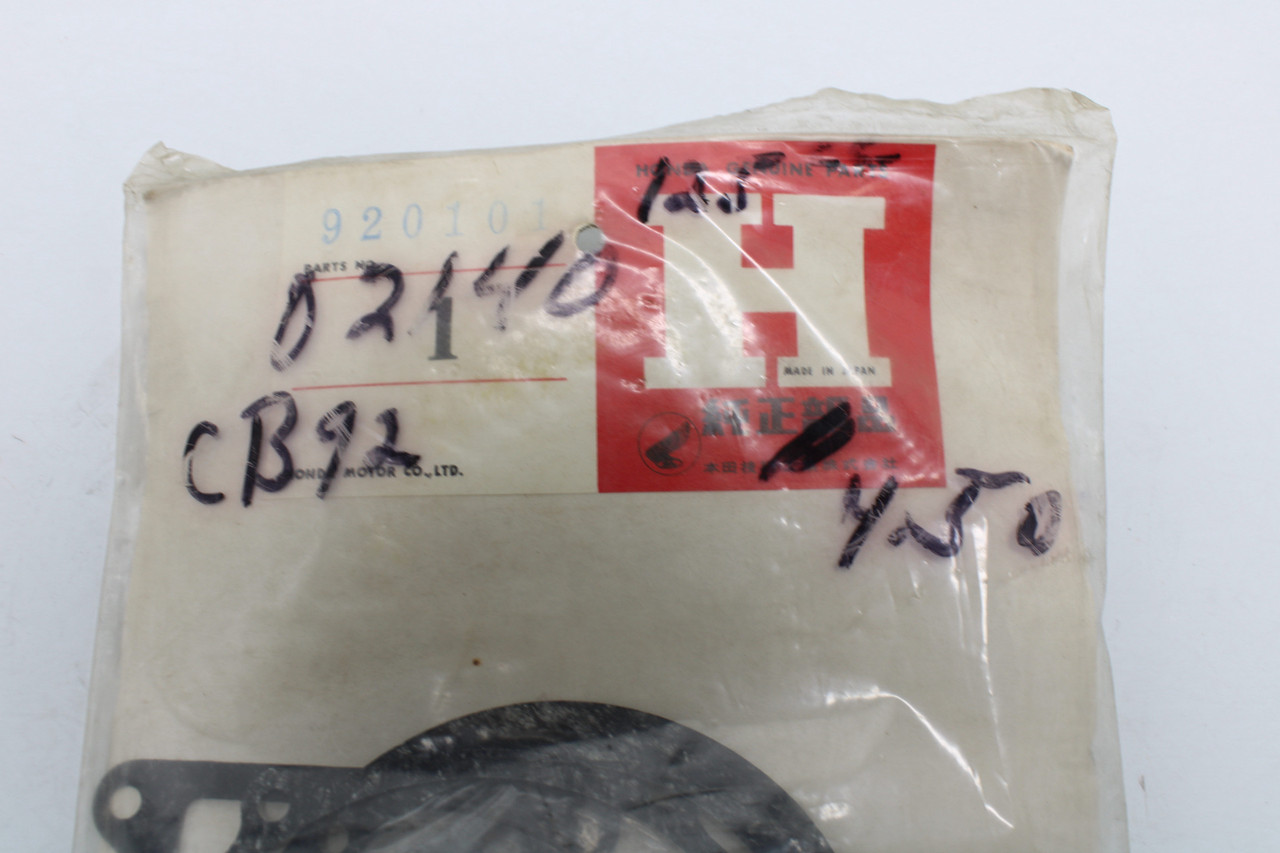 920101
PARTS NO.
02140
1
CB92
HONDA MOTOR CO.,LTD.
HONDA GENUINE PARTS
125
H
MADE IN JAPAN
純正部品
450